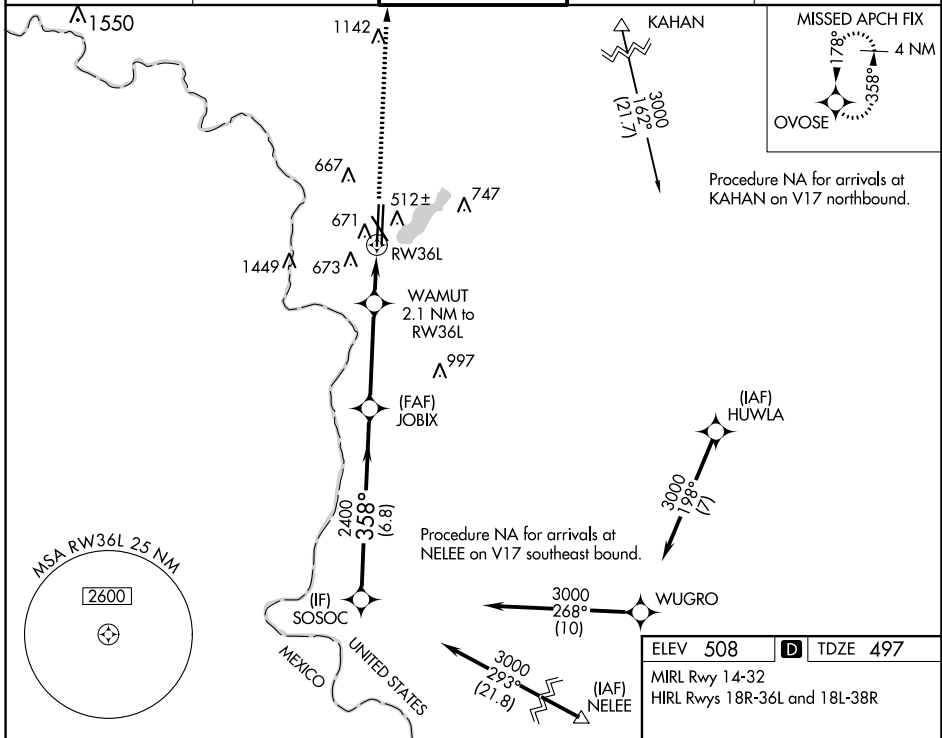 1550
1142
KAHAN
3000
162°
(21.7)
MISSED APCH FIX
178°
358°
4 NM
OVOSE
Procedure NA for arrivals at
KAHAN on V17 northbound.
667
512±
747
671
RW36L
1449
673
WAMUT
2.1 NM to
RW36L
997
(FAF)
JOBIX
(IAF)
HUWLA
3000
198°
(7)
2400
358°
(6.8)
Procedure NA for arrivals at
NELEE on V17 southeast bound.
MSA RW36L 25 NM
2600
(IF)
SOSOC
3000
268°
(10)
WUGRO
MEXICO
UNITED STATES
3000
293°
(21.8)
(IAF)
NELEE
ELEV 508 D TDZE 497
MIRL Rwy 14-32
HIRL Rwys 18R-36L and 18L-38R